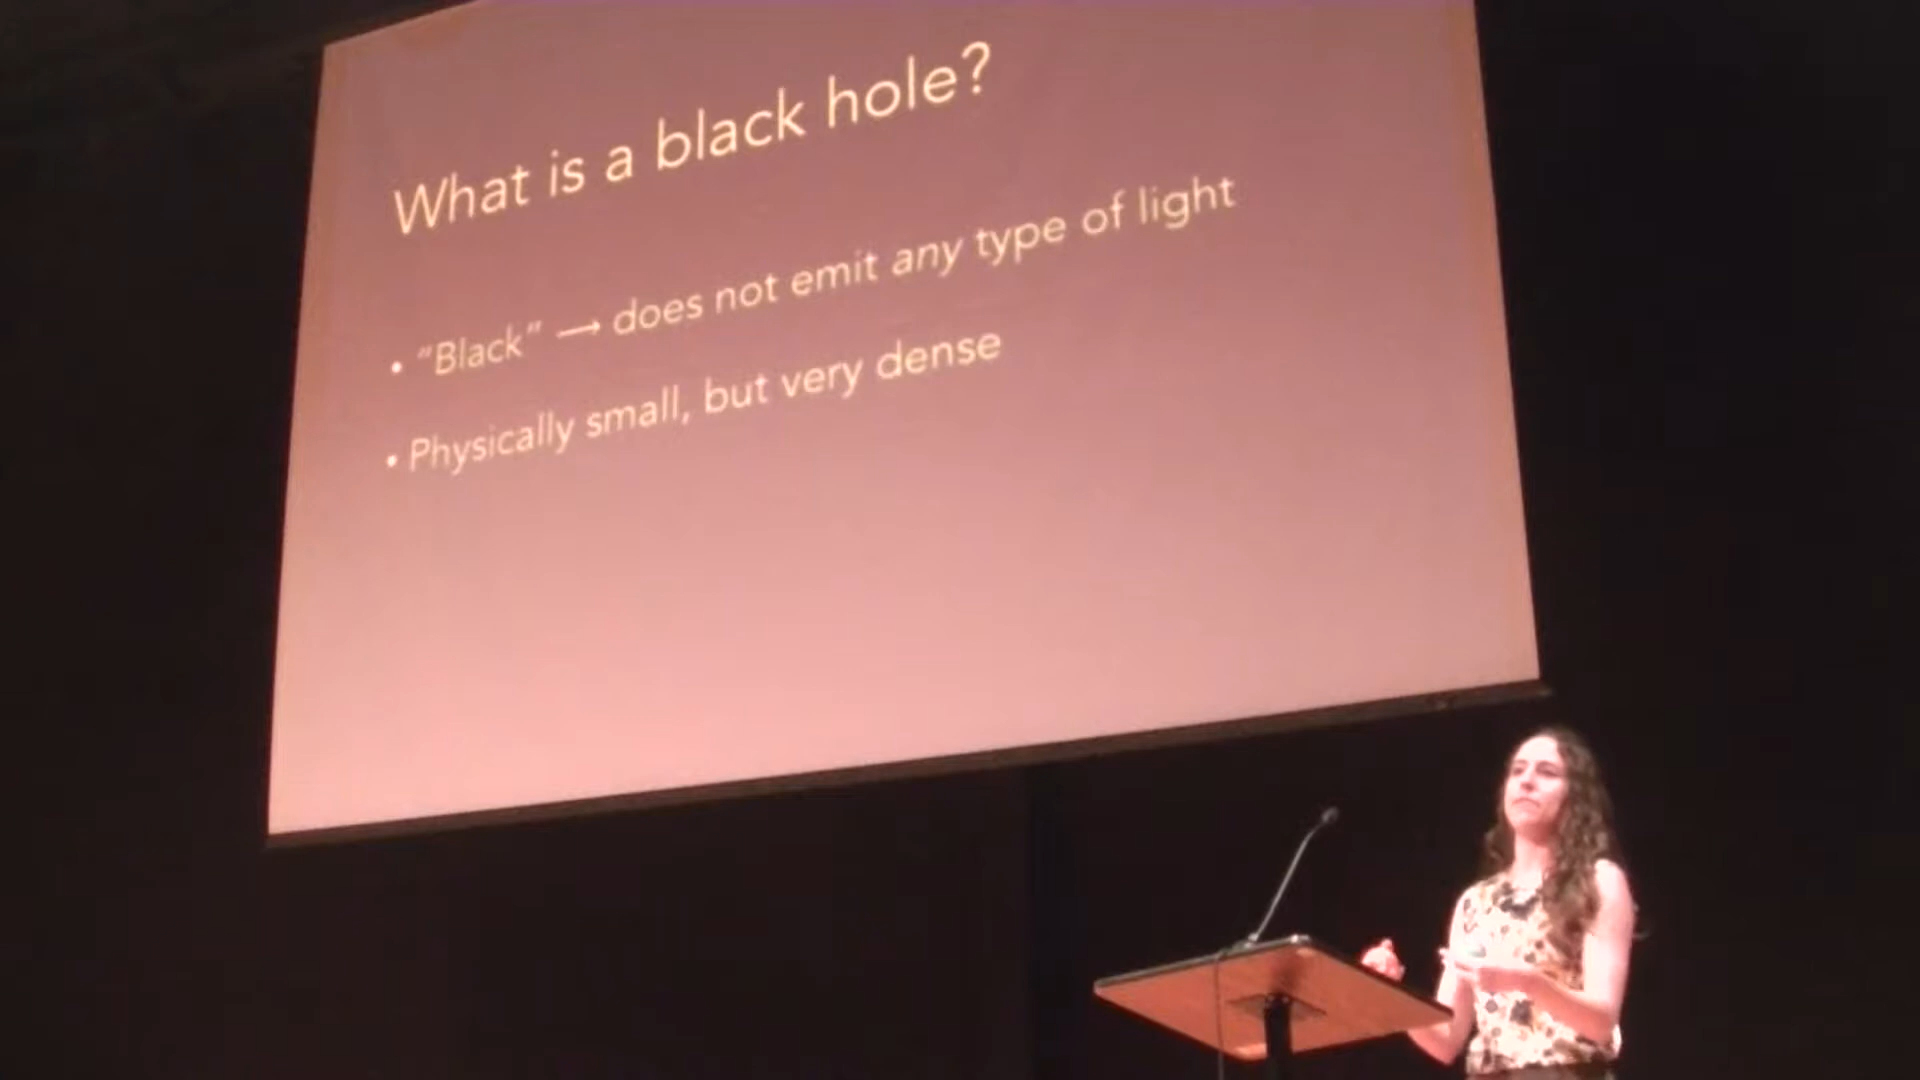 What is a black hole?
• "Black" → does not emit any type of light
• Physically small, but very dense